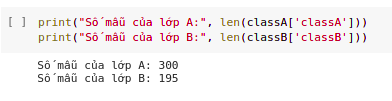 [ ] print("Số mẫu của lớp A:", len(classA['classA']))
print("Số mẫu của lớp B:", len(classB['classB']))
Số mẫu của lớp A: 300
Số mẫu của lớp B: 195